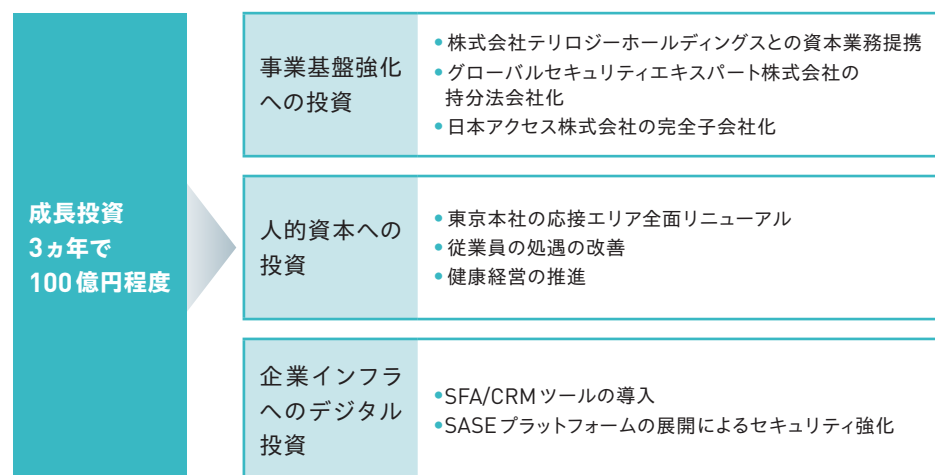 成長投資
3ヵ年で
100億円程度
事業基盤強化
への投資
•株式会社テリロジーホールディングスとの資本業務提携
•グローバルセキュリティエキスパート株式会社の
持分法会社化
•日本アクセス株式会社の完全子会社化
人的資本への
投資
•東京本社の応接エリア全面リニューアル
•従業員の処遇の改善
•健康経営の推進
企業インフラ
へのデジタル
投資
•SFA/CRMツールの導入
•SASEプラットフォームの展開によるセキュリティ強化